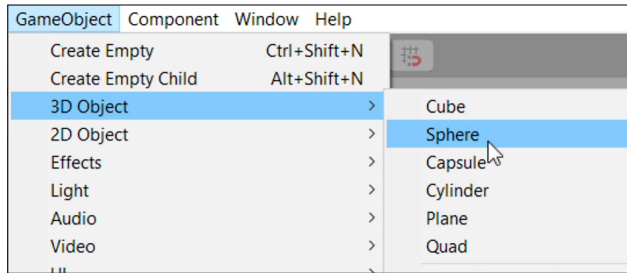 GameObject Component Window Help
Create Empty Ctrl+Shift+N
Create Empty Child Alt+Shift+N
3D Object >
2D Object >
Effects >
Light >
Audio >
Video >
Cube
Sphere
Capsule
Cylinder
Plane
Quad